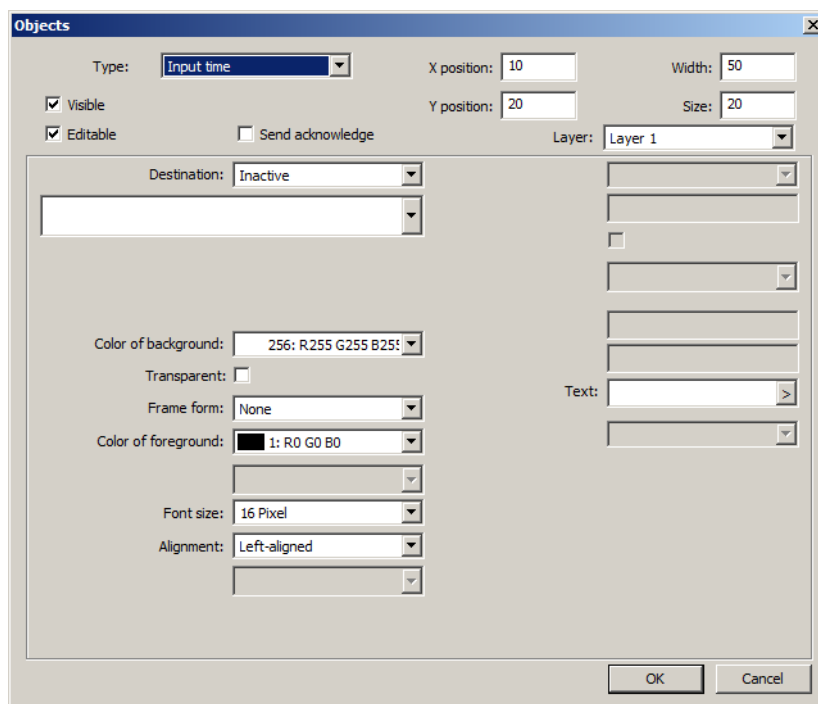 Objects
Type: Input time X position: 10 Width: 50
Visible Y position: 20 Size: 20
Editable Send acknowledge Layer: Layer 1
Destination: Inactive
Color of background: 256: R255 G255 B255
Transparent:
Text: >
Frame form: None
Color of foreground: 1: R0 G0 B0
Font size: 16 Pixel
Alignment: Left-aligned
OK Cancel